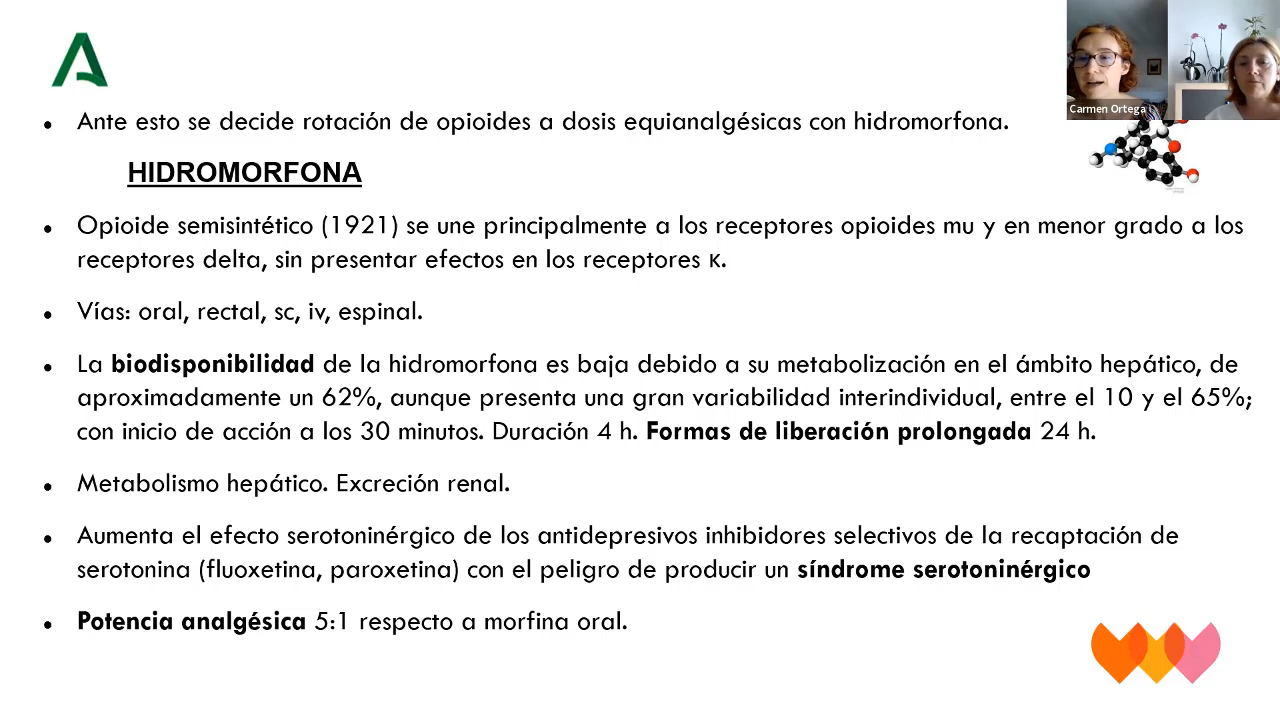 Carmen Ortega
Ante esto se decide rotación de opioides a dosis equianalgésicas con hidromorfona.
HIDROMORFONA
Opioide semisintético (1921) se une principalmente a los receptores opioides mu y en menor grado a los
receptores delta, sin presentar efectos en los receptores κ.
Vías: oral, rectal, sc, iv, espinal.
La biodisponibilidad de la hidromorfona es baja debido a su metabolización en el ámbito hepático, de
aproximadamente un 62%, aunque presenta una gran variabilidad interindividual, entre el 10 y el 65%;
con inicio de acción a los 30 minutos. Duración 4 h. Formas de liberación prolongada 24 h.
Metabolismo hepático. Excreción renal.
Aumenta el efecto serotoninérgico de los antidepresivos inhibidores selectivos de la recaptación de
serotonina (fluoxetina, paroxetina) con el peligro de producir un síndrome serotoninérgico
Potencia analgésica 5:1 respecto a morfina oral.